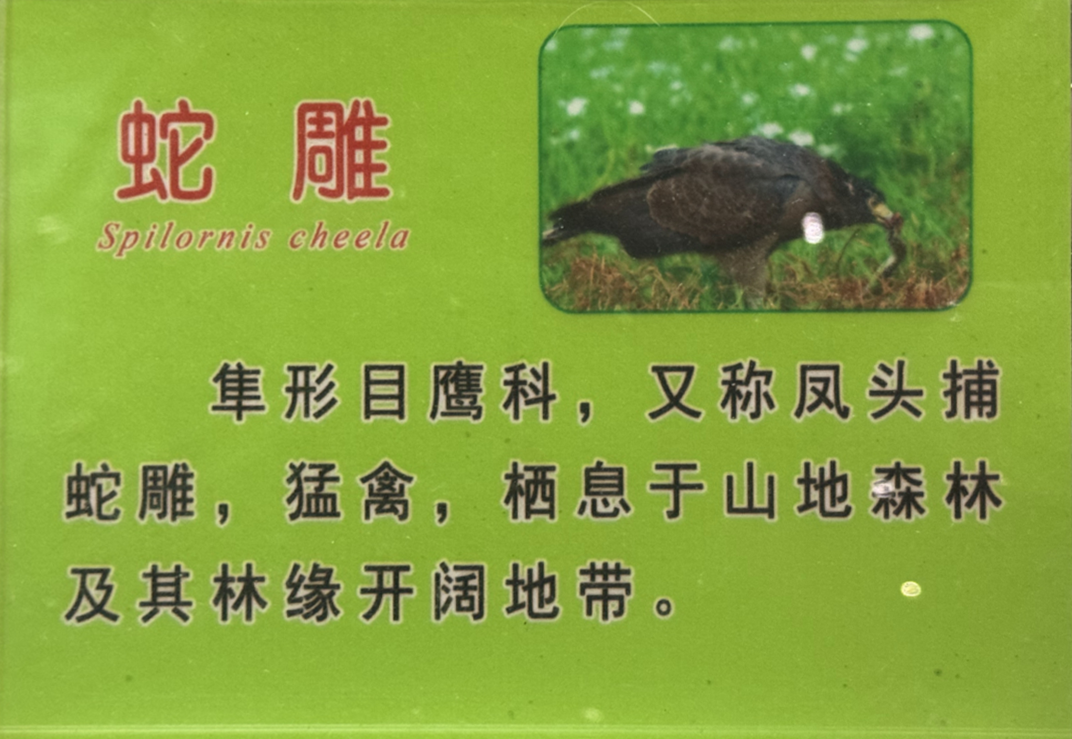 蛇雕
Spilornis cheela
隼形目鹰科，又称凤头捕
蛇雕，猛禽，栖息于山地森林
及其林缘开阔地带。